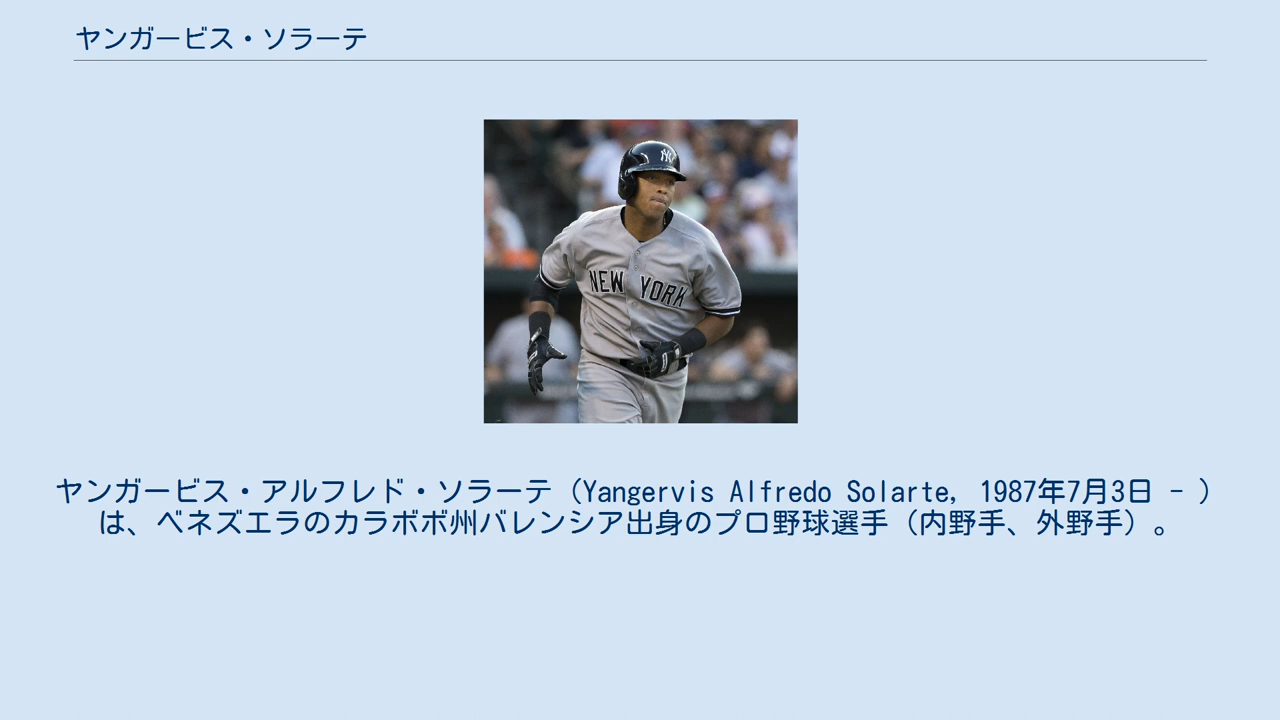 ヤンガービス・ソラーテ
NY
NEW YORK
ヤンガービス・アルフレド・ソラーテ（Yangervis Alfredo Solarte, 1987年7月3日 - ）
は、ベネズエラのカラボボ州バレンシア出身のプロ野球選手（内野手、外野手）。